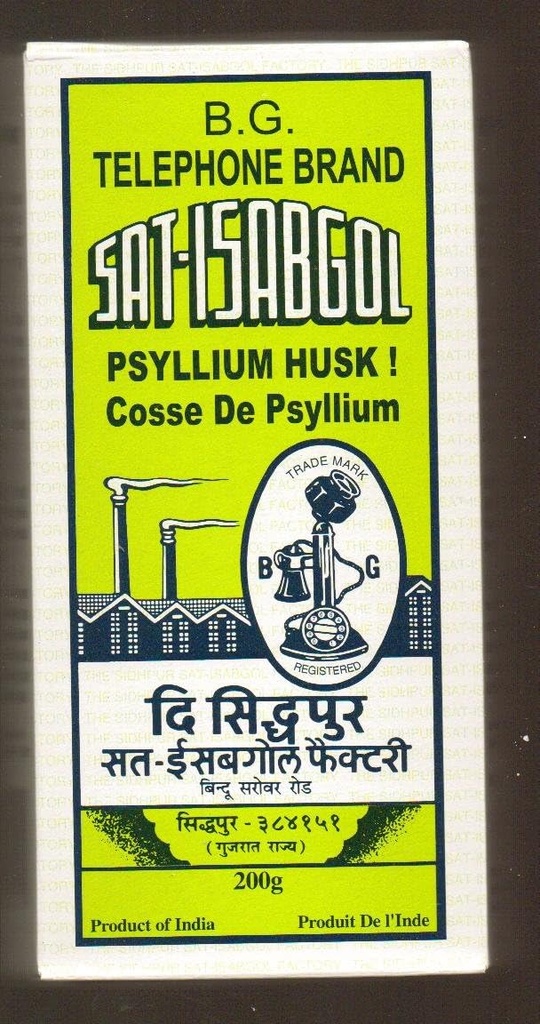 B.G.
TELEPHONE BRAND
SAT-ISABGOL
PSYLLIUM HUSK !
Cosse De Psyllium
TRADE MARK
B G
REGISTERED
दि सिद्धपुर
सत-ईसबगोल फैक्टरी
बिन्दू सरोवर रोड
सिद्धपुर - ३८४१५१
(गुजरात राज्य)
200g
Product of India Produit De l'Inde